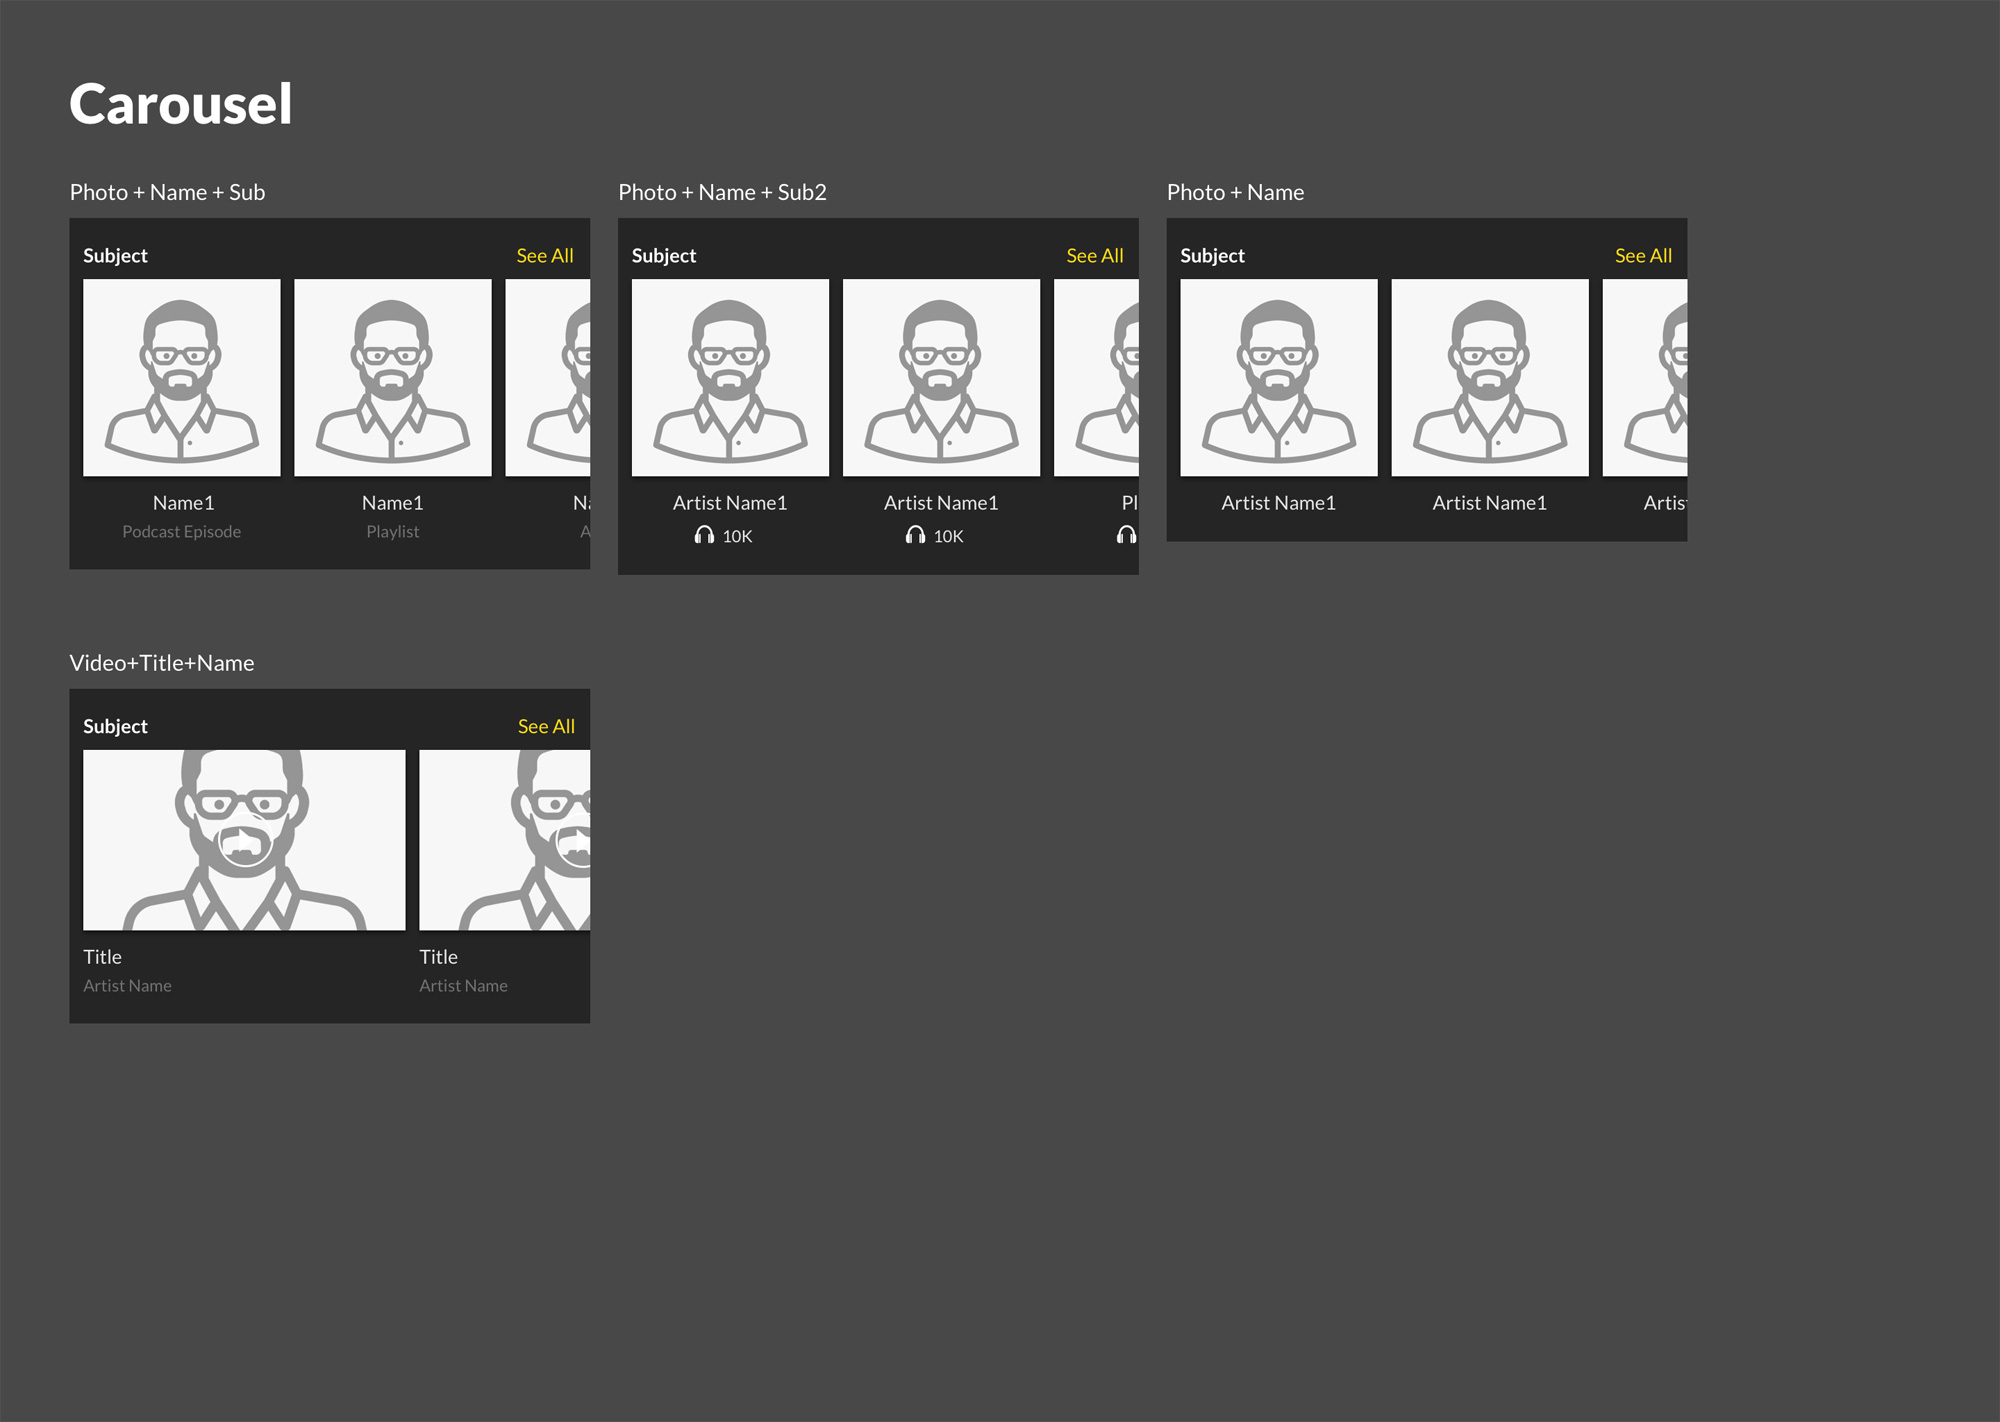 Carousel
Photo + Name + Sub
Subject
See All
Name1
Name1
Podcast Episode
Playlist
Photo + Name + Sub2
Subject
See All
Artist Name1
Artist Name1
Pl
10K
10K
Photo + Name
Subject
See All
Artist Name1
Artist Name1
Artis
Video+Title+Name
Subject
See All
Title
Title
Artist Name
Artist Name